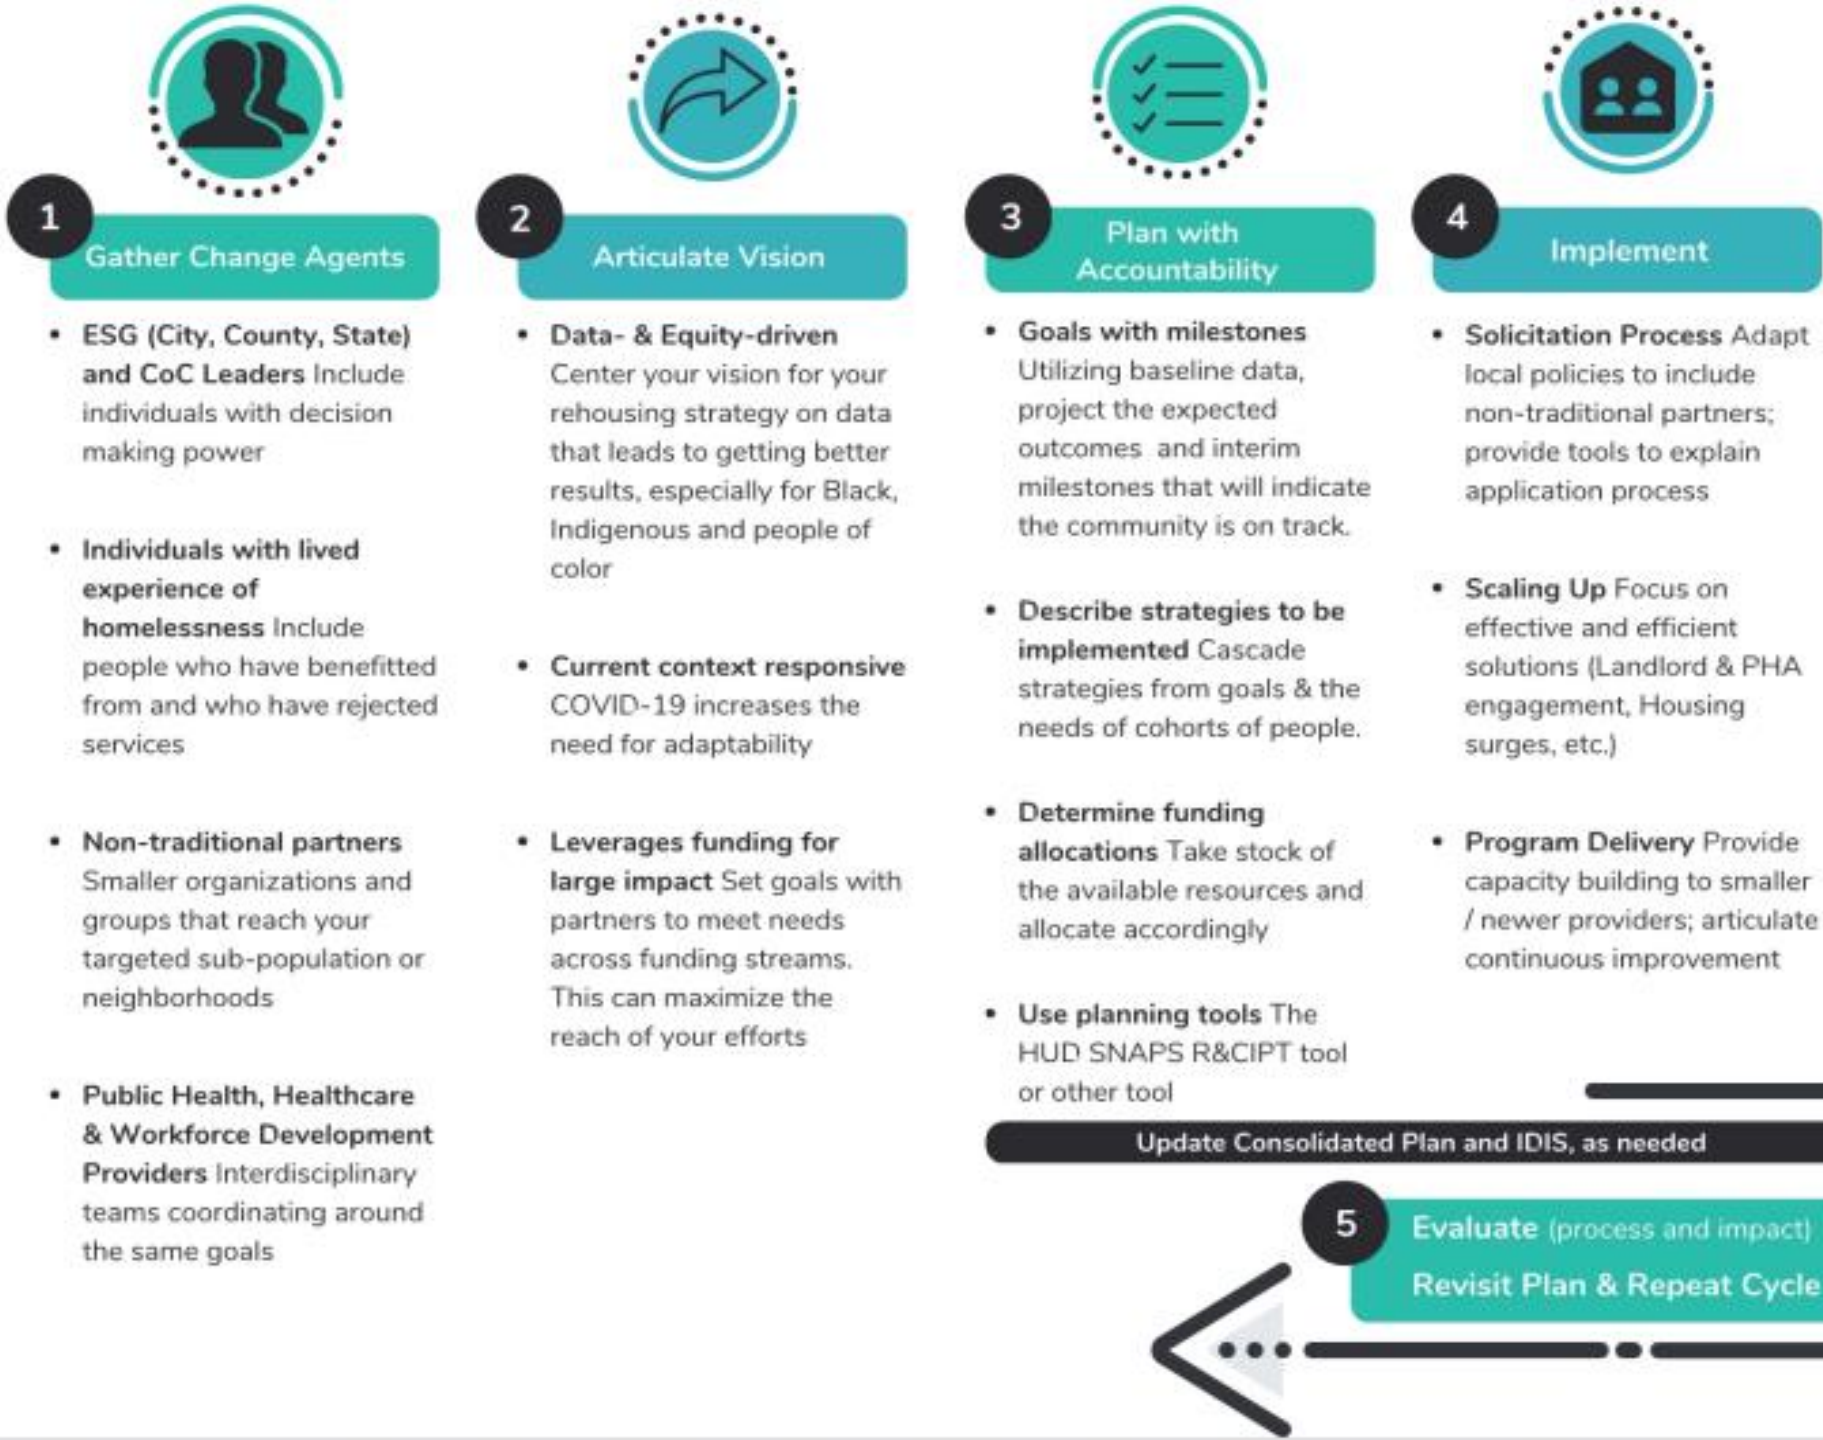 1
Gather Change Agents
• ESG (City, County, State)
and CoC Leaders Include
individuals with decision
making power
• Individuals with lived
experience of
homelessness Include
people who have benefitted
from and who have rejected
services
• Non-traditional partners
Smaller organizations and
groups that reach your
targeted sub-population or
neighborhoods
• Public Health, Healthcare
& Workforce Development
Providers Interdisciplinary
teams coordinating around
the same goals
2
Articulate Vision
• Data- & Equity-driven
Center your vision for your
rehousing strategy on data
that leads to getting better
results, especially for Black,
Indigenous and people of
color
• Current context responsive
COVID-19 increases the
need for adaptability
• Leverages funding for
large impact Set goals with
partners to meet needs
across funding streams.
This can maximize the
reach of your efforts
3
Plan with
Accountability
• Goals with milestones
Utilizing baseline data,
project the expected
outcomes and interim
milestones that will indicate
the community is on track.
• Describe strategies to be
implemented Cascade
strategies from goals & the
needs of cohorts of people.
• Determine funding
allocations Take stock of
the available resources and
allocate accordingly
• Use planning tools The
HUD SNAPS R&CIPT tool
or other tool
4
Implement
• Solicitation Process Adapt
local policies to include
non-traditional partners;
provide tools to explain
application process
• Scaling Up Focus on
effective and efficient
solutions (Landlord & PHA
engagement, Housing
surges, etc.)
• Program Delivery Provide
capacity building to smaller
/ newer providers; articulate
continuous improvement
Update Consolidated Plan and IDIS, as needed
5
Evaluate (process and impact)
Revisit Plan & Repeat Cycle